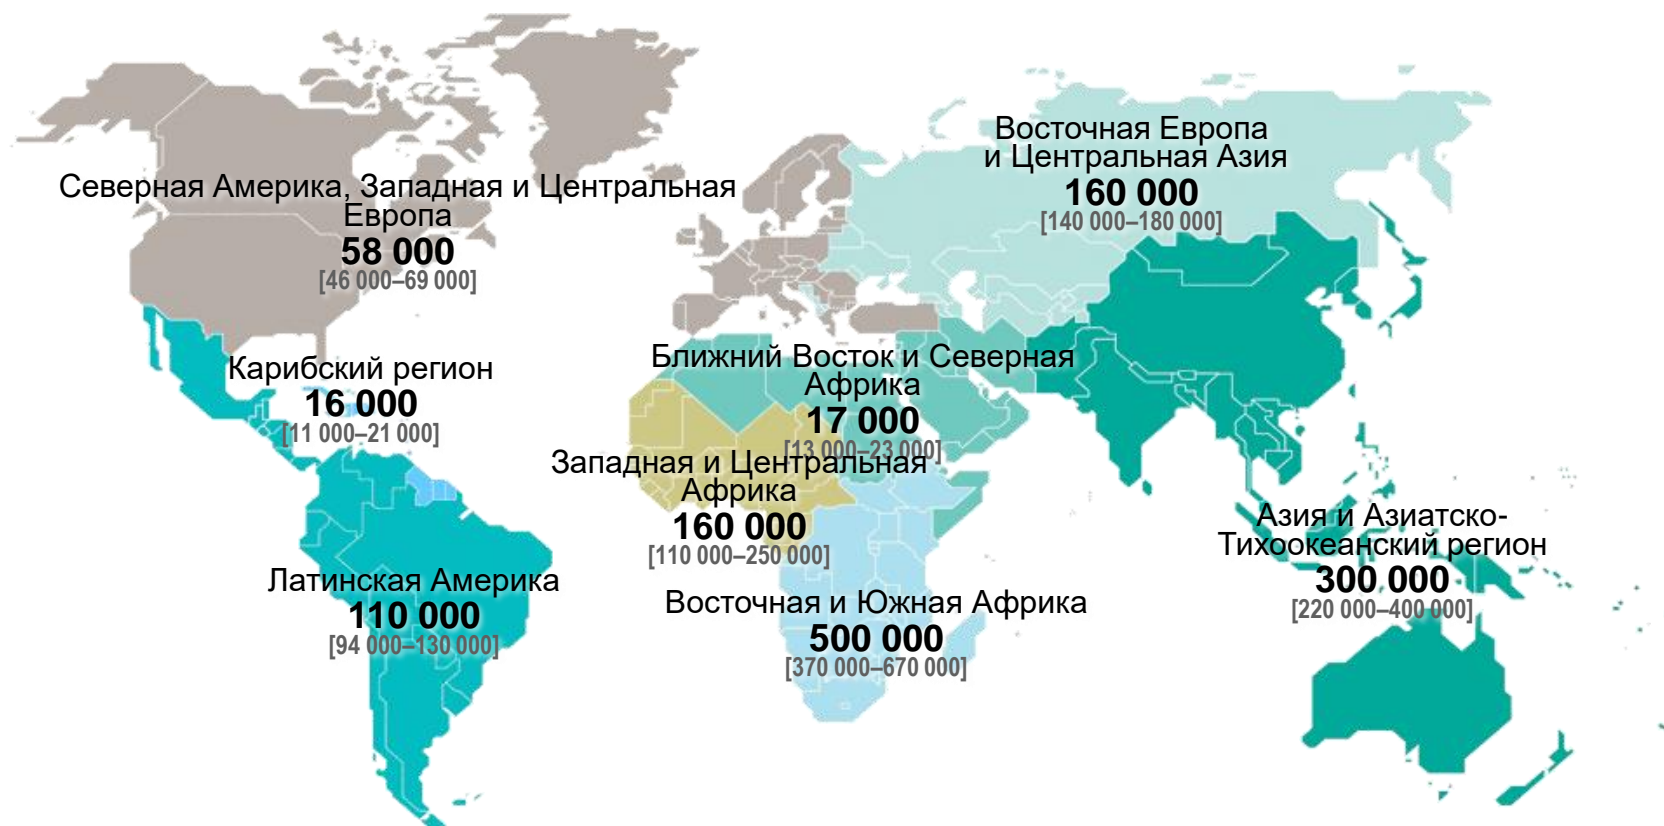 Восточная Европа
и Центральная Азия
160 000
[140 000–180 000]
Северная Америка, Западная и Центральная
Европа
58 000
[46 000–69 000]
Карибский регион
16 000
[11 000–21 000]
Ближний Восток и Северная
Африка
17 000
[13 000–23 000]
Западная и Центральная
Африка
160 000
[110 000–250 000]
Азия и Азиатско-
Тихоокеанский регион
300 000
[220 000–400 000]
Латинская Америка
110 000
[94 000–130 000]
Восточная и Южная Африка
500 000
[370 000–670 000]